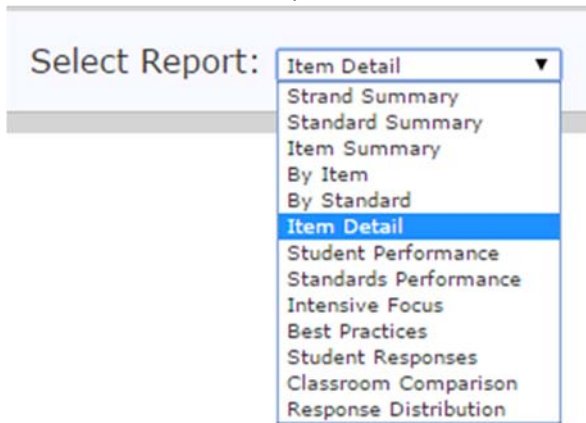 Select Report: Item Detail ▼
Strand Summary
Standard Summary
Item Summary
By Item
By Standard
Item Detail
Student Performance
Standards Performance
Intensive Focus
Best Practices
Student Responses
Classroom Comparison
Response Distribution